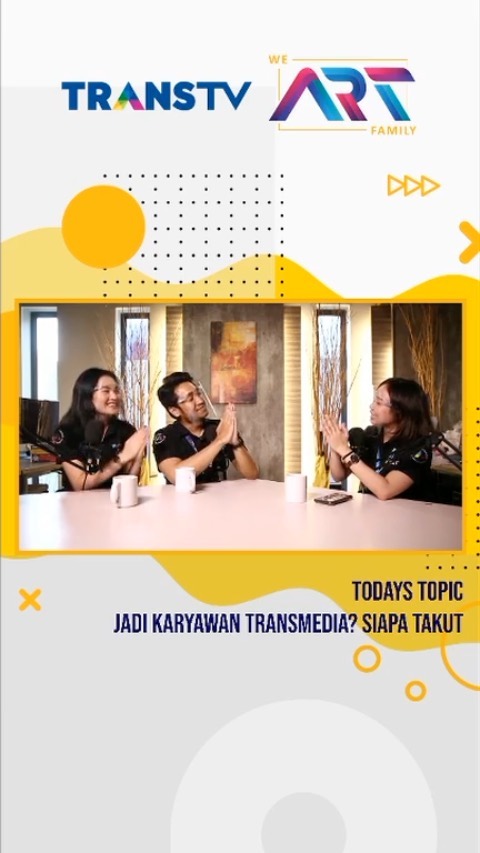 TRANSTV
WE
ART
FAMILY
TODAYS TOPIC
JADI KARYAWAN TRANSMEDIA? SIAPA TAKUT